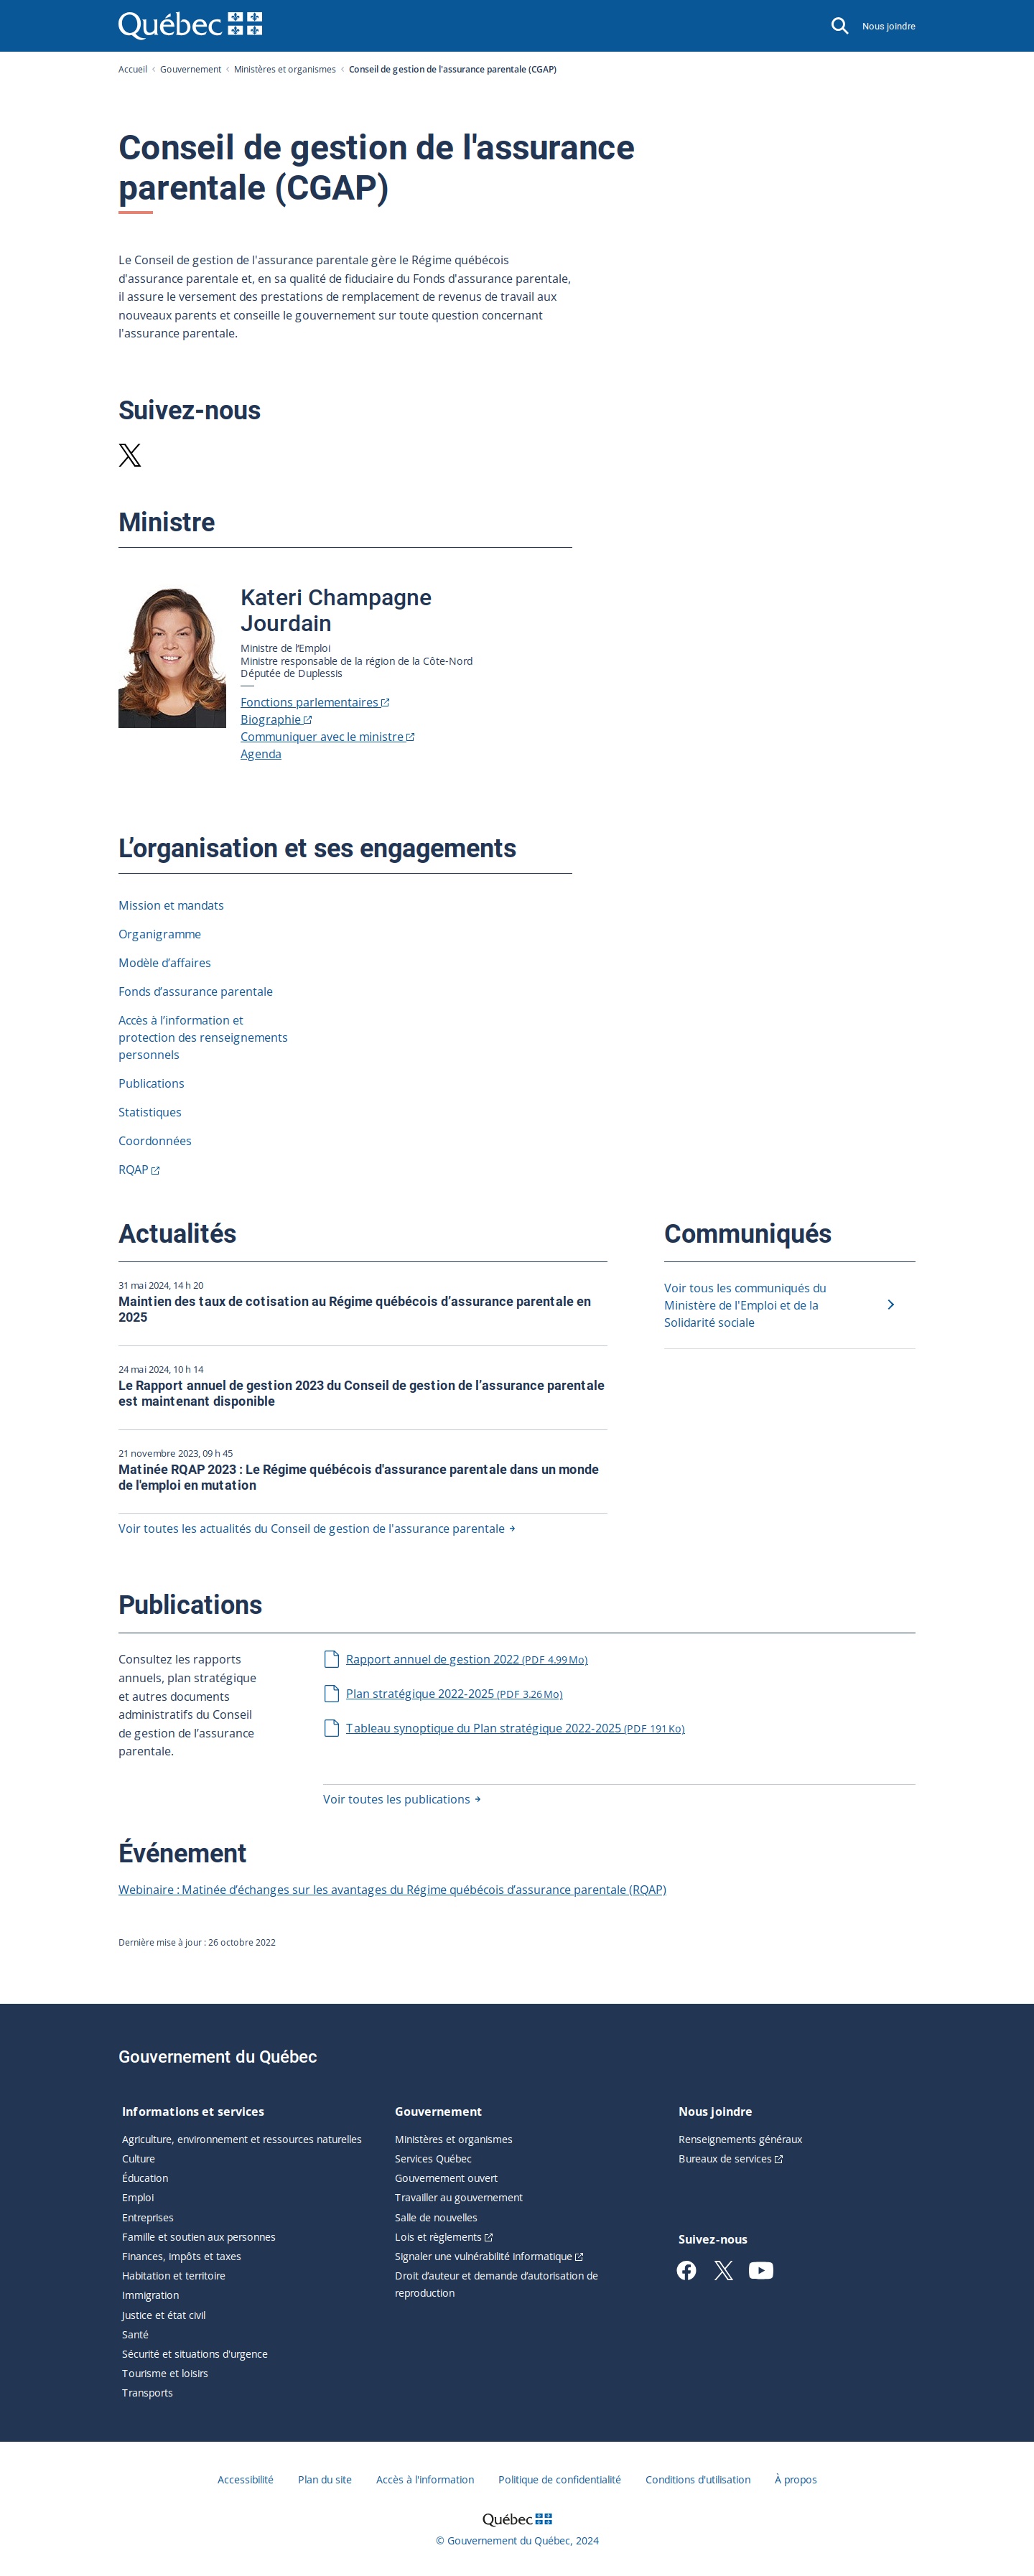 Québec
Nous joindre
Accueil
Gouvernement
Ministères et organismes
Conseil de gestion de l'assurance parentale (CGAP)
Conseil de gestion de l'assurance
parentale (CGAP)
Le Conseil de gestion de l'assurance parentale gère le Régime québécois
d'assurance parentale et, en sa qualité de fiduciaire du Fonds d'assurance parentale,
il assure le versement des prestations de remplacement de revenus de travail aux
nouveaux parents et conseille le gouvernement sur toute question concernant
l'assurance parentale.
Suivez-nous
Ministre
Kateri Champagne
Jourdain
Ministre de l'Emploi
Ministre responsable de la région de la Côte-Nord
Députée de Duplessis
Fonctions parlementaires
Biographie
Communiquer avec le ministre
Agenda
L’organisation et ses engagements
Mission et mandats
Organigramme
Modèle d’affaires
Fonds d’assurance parentale
Accès à l’information et
protection des renseignements
personnels
Publications
Statistiques
Coordonnées
RQAP
Actualités
31 mai 2024, 14 h 20
Maintien des taux de cotisation au Régime québécois d’assurance parentale en
2025
24 mai 2024, 10 h 14
Le Rapport annuel de gestion 2023 du Conseil de gestion de l’assurance parentale
est maintenant disponible
21 novembre 2023, 09 h 45
Matinée RQAP 2023 : Le Régime québécois d'assurance parentale dans un monde
de l'emploi en mutation
Voir toutes les actualités du Conseil de gestion de l'assurance parentale
Communiqués
Voir tous les communiqués du
Ministère de l'Emploi et de la
Solidarité sociale
Publications
Consultez les rapports
annuels, plan stratégique
et autres documents
administratifs du Conseil
de gestion de l’assurance
parentale.
Rapport annuel de gestion 2022 (PDF 4.99 Mo)
Plan stratégique 2022-2025 (PDF 3.26 Mo)
Tableau synoptique du Plan stratégique 2022-2025 (PDF 191 Ko)
Voir toutes les publications
Événement
Webinaire : Matinée d’échanges sur les avantages du Régime québécois d’assurance parentale (RQAP)
Dernière mise à jour : 26 octobre 2022
Gouvernement du Québec
Informations et services
Agriculture, environnement et ressources naturelles
Culture
Éducation
Emploi
Entreprises
Famille et soutien aux personnes
Finances, impôts et taxes
Habitation et territoire
Immigration
Justice et état civil
Santé
Sécurité et situations d'urgence
Tourisme et loisirs
Transports
Gouvernement
Ministères et organismes
Services Québec
Gouvernement ouvert
Travailler au gouvernement
Salle de nouvelles
Lois et règlements
Signaler une vulnérabilité informatique
Droit d’auteur et demande d’autorisation de
reproduction
Nous joindre
Renseignements généraux
Bureaux de services
Suivez-nous
Accessibilité
Plan du site
Accès à l'information
Politique de confidentialité
Conditions d'utilisation
À propos
Québec
© Gouvernement du Québec, 2024